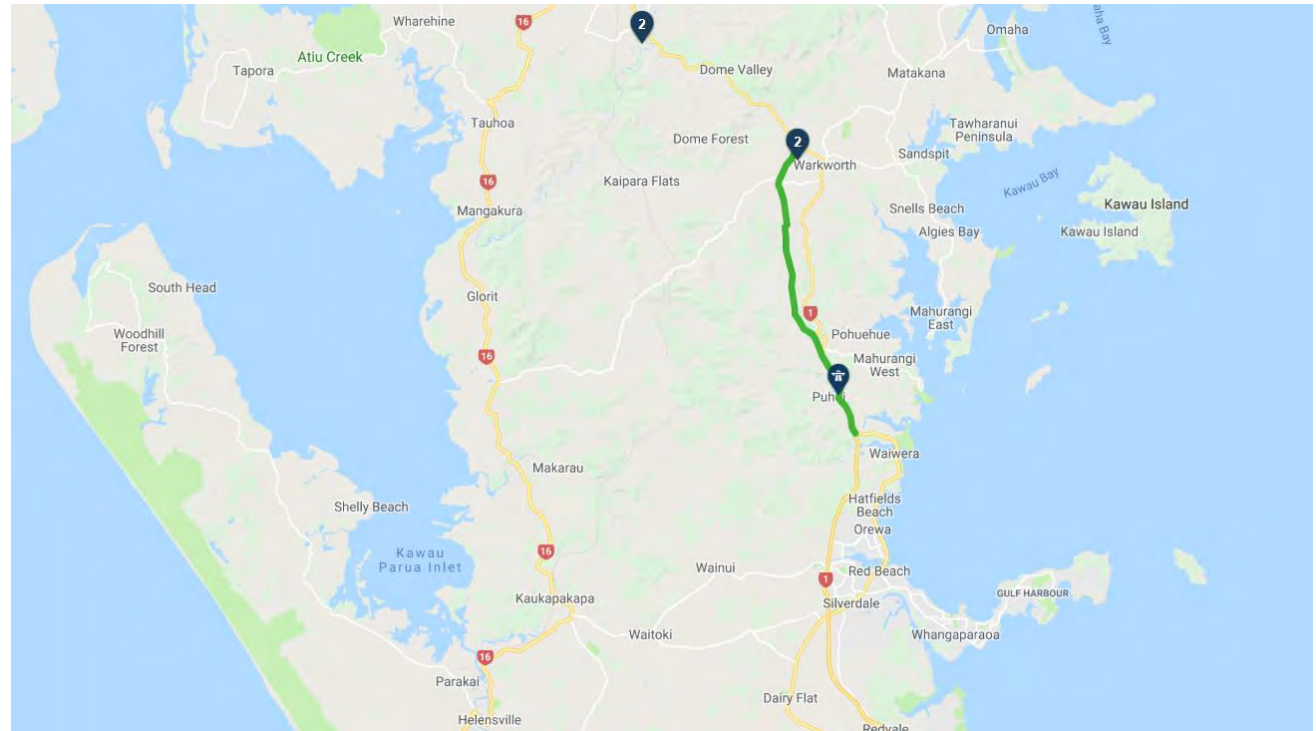 Wharehine
16
2
Omaha
aha Bay
Atiu Creek
Tapora
Dome Valley
Matakana
Tauhoa
Dome Forest
2
Tawharanui
Peninsula
Sandspit
Warkworth
Kaipara Flats
16
Kawau Bay
Mangakura
Snells Beach
Kawau Island
Algies Bay
Kawau Island
South Head
Glorit
Woodhill
Forest
1
Mahurangi
East
Pohuehue
16
Mahurangi
West
Puhoi
Waiwera
Makarau
Shelly Beach
Hatfields
Beach
Orewa
Kawau
Parua Inlet
16
Wainui
Red Beach
1
GULF HARBOUR
Kaukapakapa
Silverdale
Waitoki
Whangaparaoa
16
Parakai
Dairy Flat
Helensville
Redvale